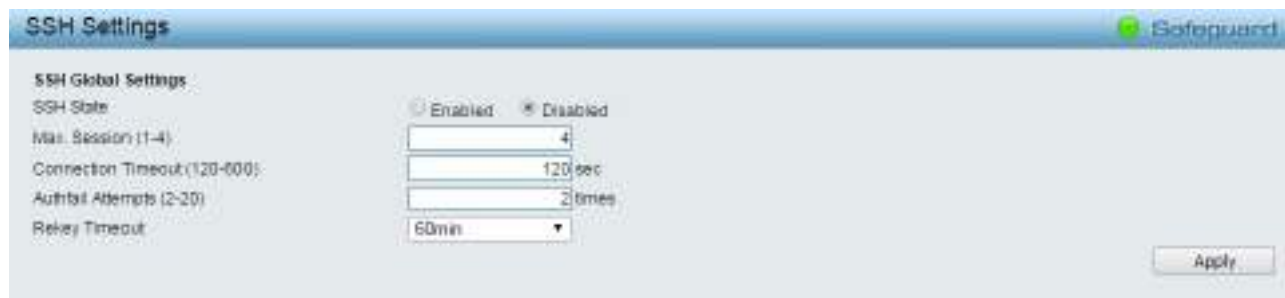 SSH Settings
Safeguard
SSH Global Settings
SSH State Enabled Disabled
Max. Session (1-4) 4
Connection Timeout (120-600) 120 sec
Authfail Attempts (2-20) 2 times
Rekey Timeout 60min
Apply